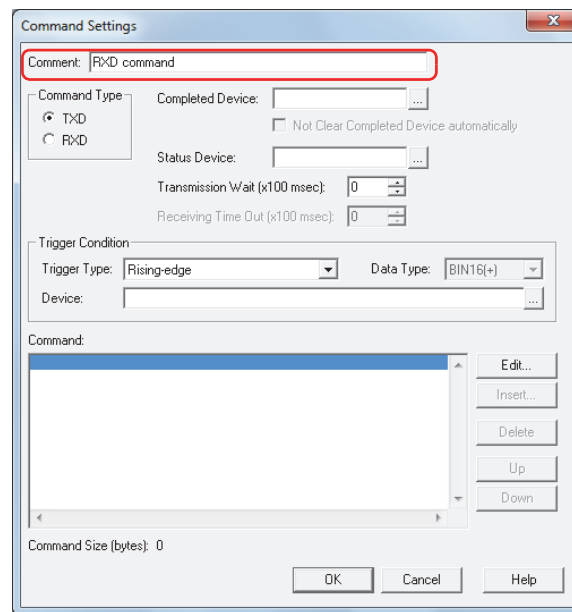 Command Settings
Comment: RXD command
Command Type
TXD
RXD
Completed Device: ...
Not Clear Completed Device automatically
Status Device: ...
Transmission Wait (x100 msec): 0
Receiving Time Out (x100 msec): 0
Trigger Condition
Trigger Type: Rising-edge Data Type: BIN16(+)
Device: ...
Command:
Edit...
Insert...
Delete
Up
Down
Command Size (bytes): 0
OK Cancel Help